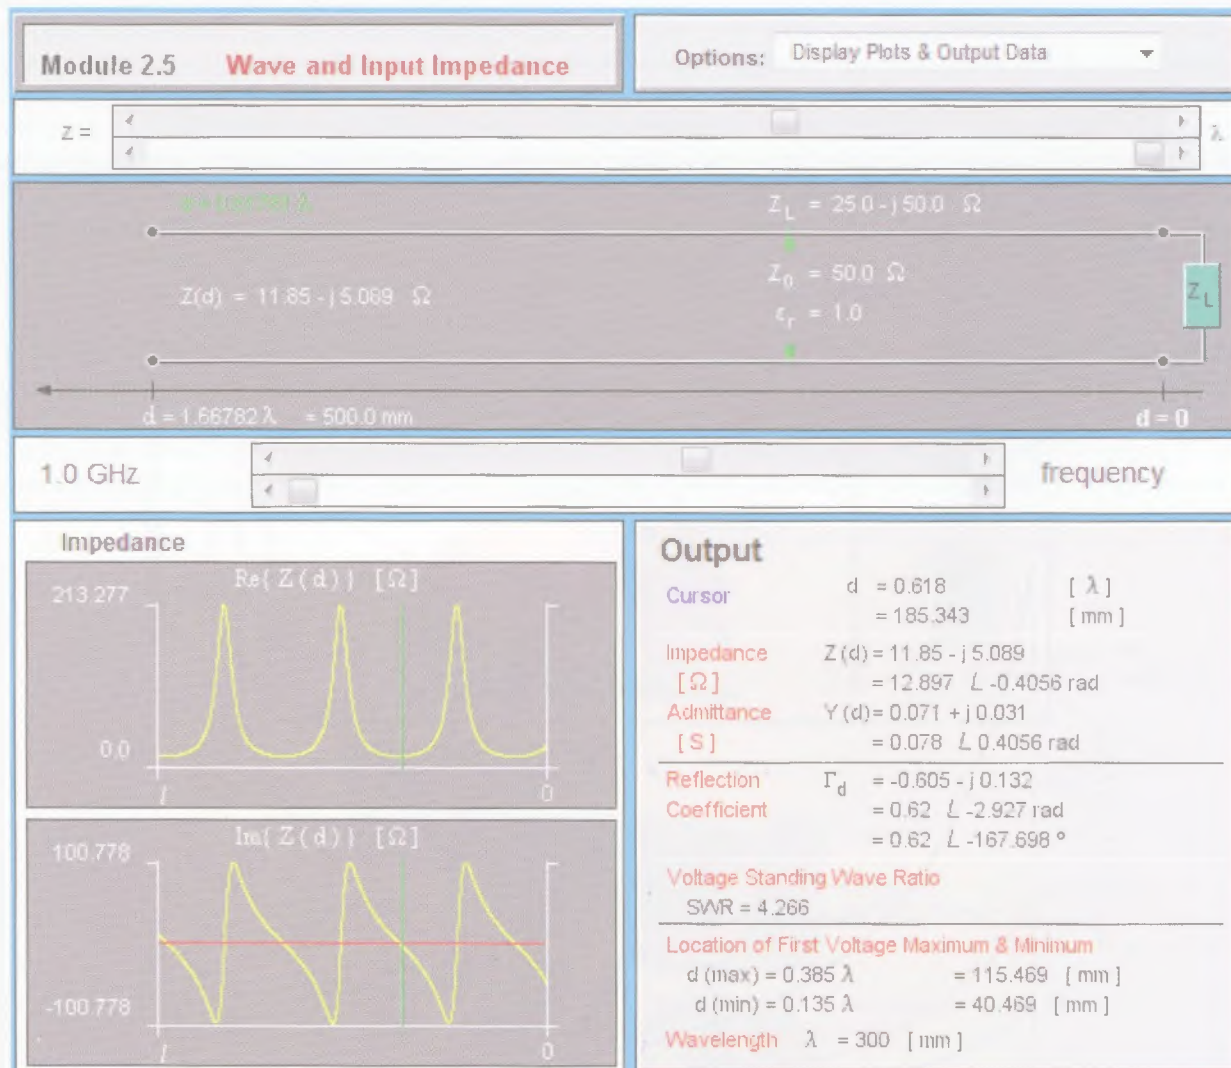 Module 2.5 Wave and Input Impedance
Options: Display Plots & Output Data
z = λ
Z_L = 25.0 - j 50.0 Ω
Z(d) = 11.85 - j 5.089 Ω
Z_0 = 50.0 Ω
ε_r = 1.0
Z_L
d = 1.66782 λ = 500.0 mm
d = 0
1.0 GHz
frequency
Impedance
Re{ Z ( d ) } [Ω]
213.277
0.0
l 0
Im{ Z ( d ) } [Ω]
100.778
-100.778
l 0
Output
Cursor d = 0.618 [ λ ]
= 185.343 [ mm ]
Impedance Z (d) = 11.85 - j 5.089
[ Ω ] = 12.897 ∠ -0.4056 rad
Admittance Y (d) = 0.071 + j 0.031
[ S ] = 0.078 ∠ 0.4056 rad
Reflection Γ_d = -0.605 - j 0.132
Coefficient = 0.62 ∠ -2.927 rad
= 0.62 ∠ -167.698 º
Voltage Standing Wave Ratio
SWR = 4.266
Location of First Voltage Maximum & Minimum
d (max) = 0.385 λ = 115.469 [ mm ]
d (min) = 0.135 λ = 40.469 [ mm ]
Wavelength λ = 300 [ mm ]